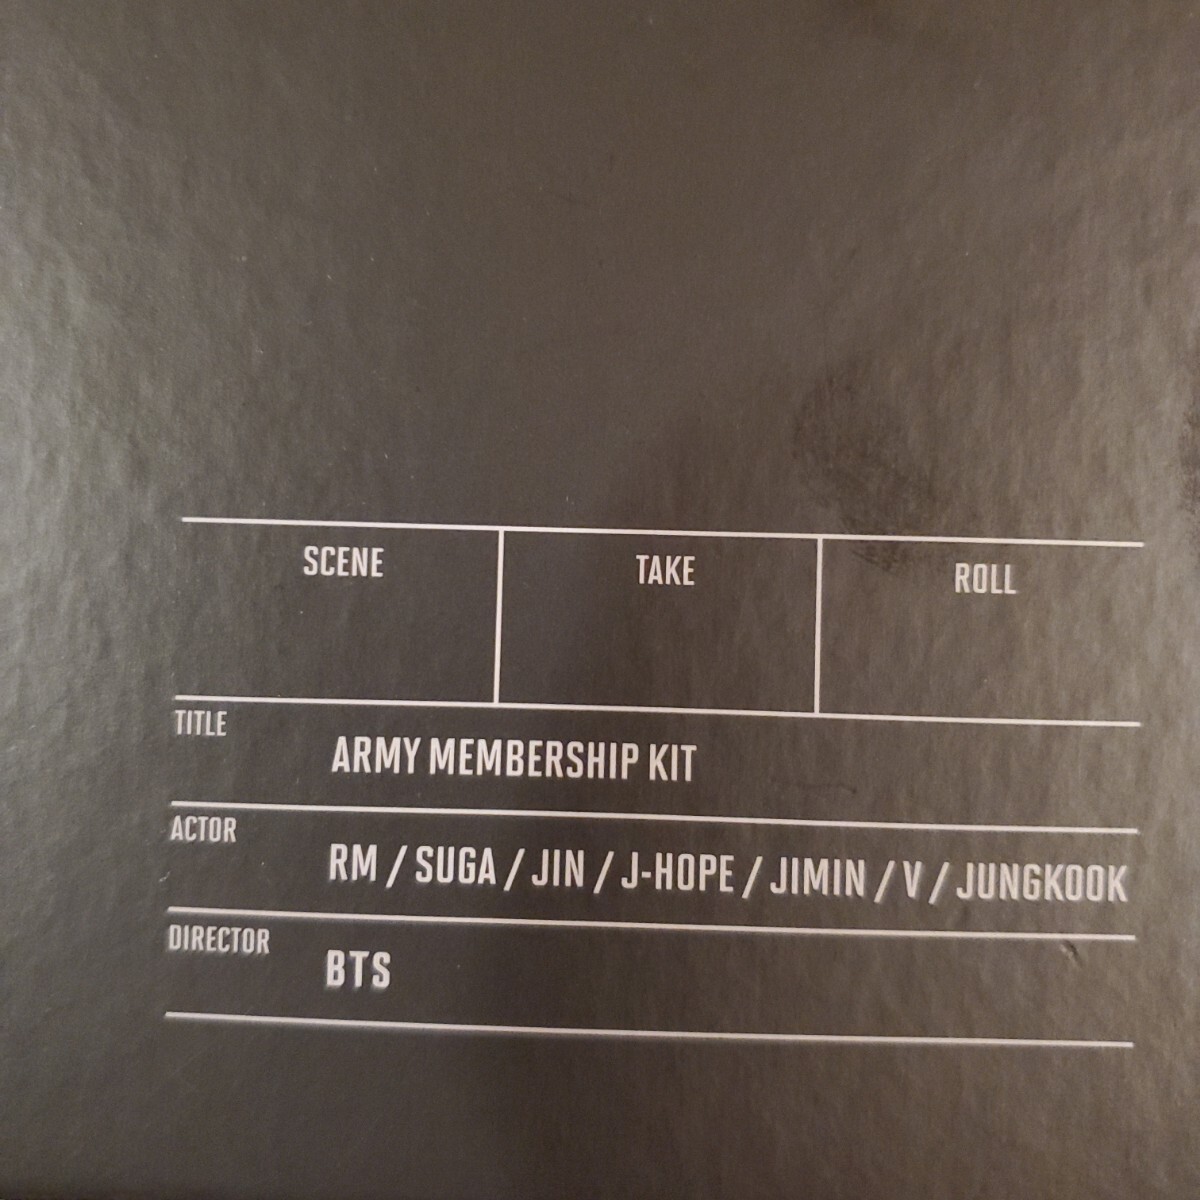 SCENE TAKE ROLL
TITLE
ARMY MEMBERSHIP KIT
ACTOR
RM / SUGA / JIN / J-HOPE / JIMIN / V / JUNGKOOK
DIRECTOR
BTS